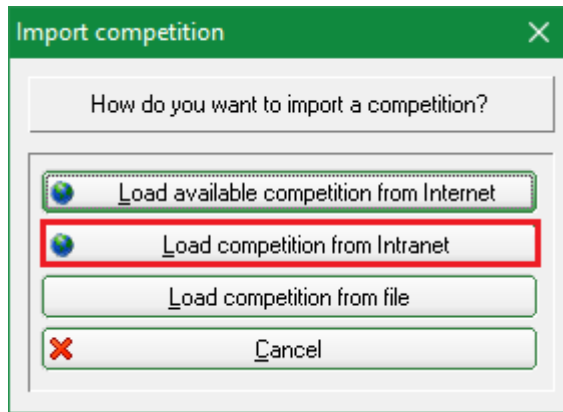 Import competition
How do you want to import a competition?
Load available competition from Internet
Load competition from Intranet
Load competition from file
Cancel